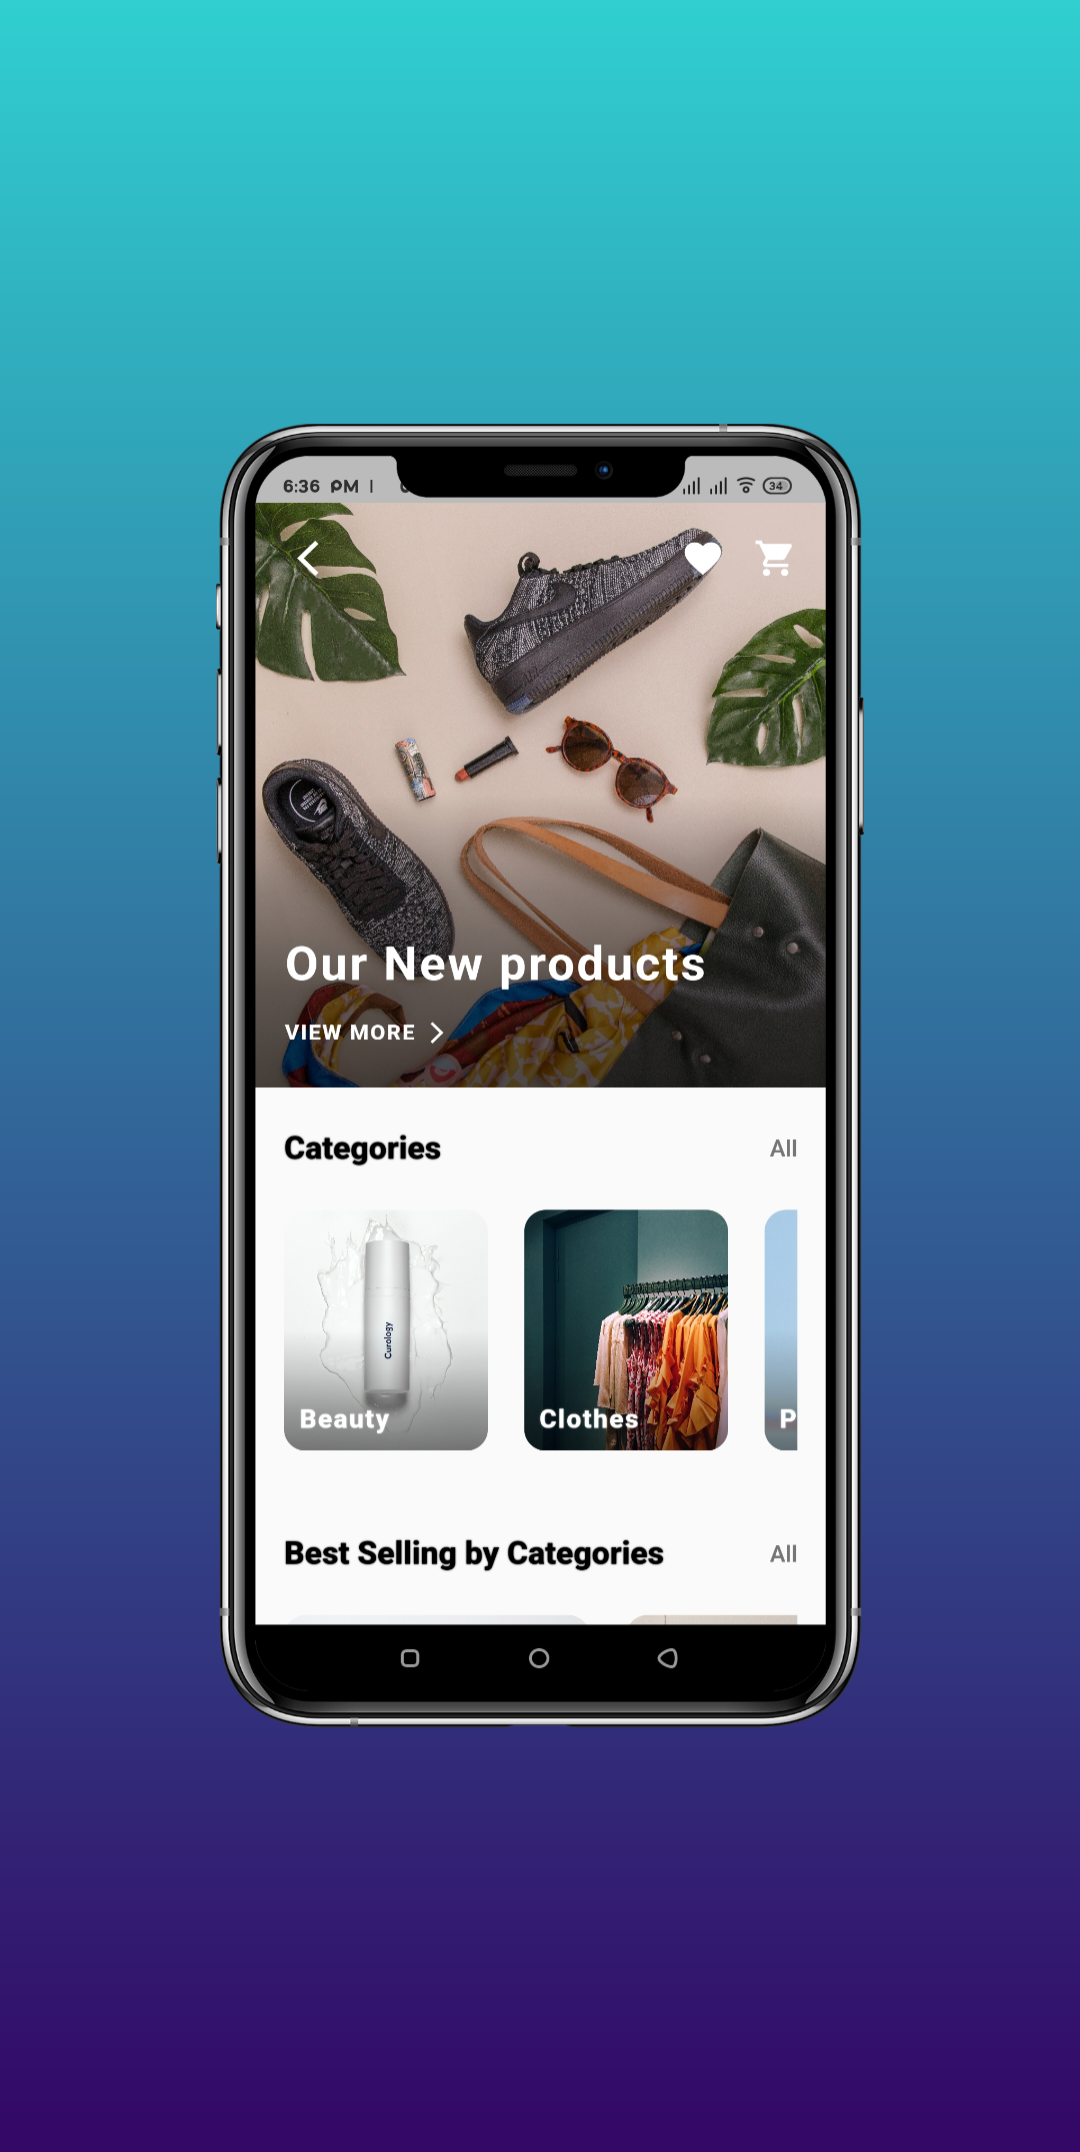 6:36 PM |
34
Our New products
VIEW MORE
Categories
All
Curology
Beauty
Clothes
P
Best Selling by Categories
All